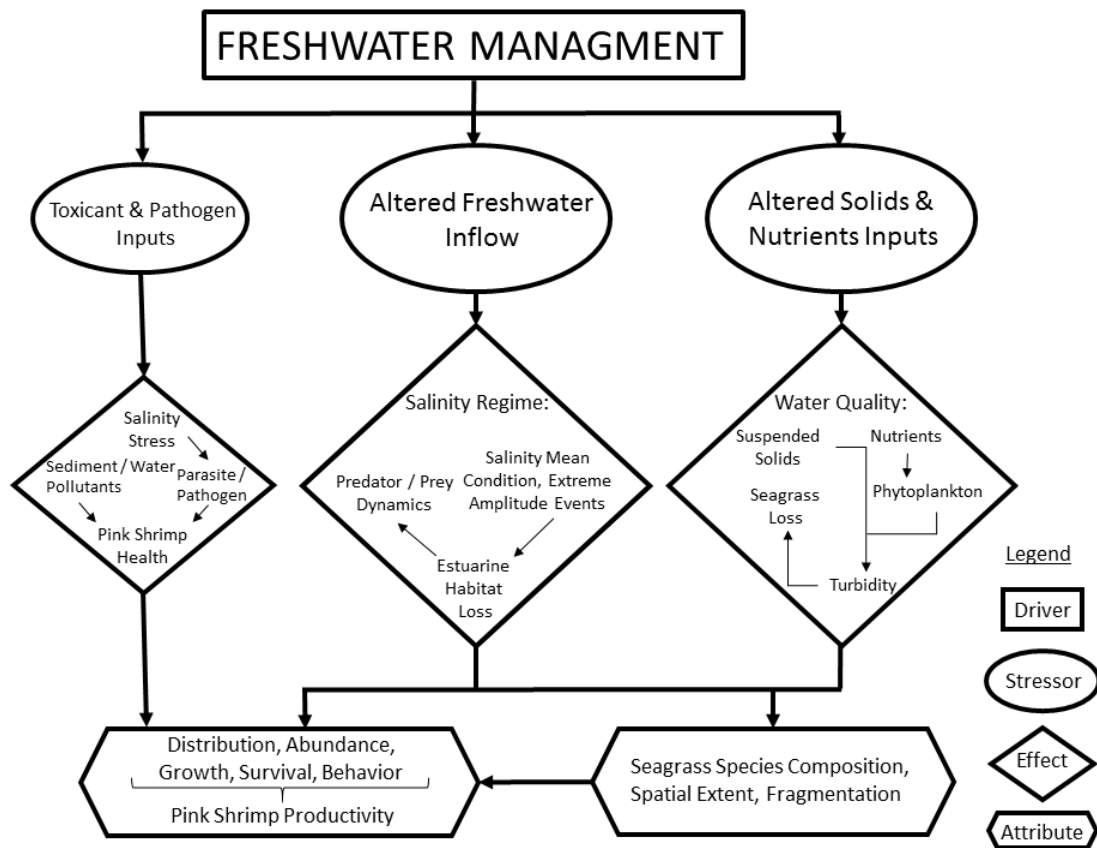 FRESHWATER MANAGMENT
Toxicant & Pathogen
Inputs
Altered Freshwater
Inflow
Altered Solids &
Nutrients Inputs
Salinity
Stress
Sediment / Water
Pollutants
Parasite /
Pathogen
Pink Shrimp
Health
Salinity Regime:
Predator / Prey
Dynamics
Salinity Mean
Condition, Extreme
Amplitude Events
Estuarine
Habitat
Loss
Water Quality:
Suspended
Solids
Nutrients
Phytoplankton
Seagrass
Loss
Turbidity
Distribution, Abundance,
Growth, Survival, Behavior
Pink Shrimp Productivity
Seagrass Species Composition,
Spatial Extent, Fragmentation
Legend
Driver
Stressor
Effect
Attribute